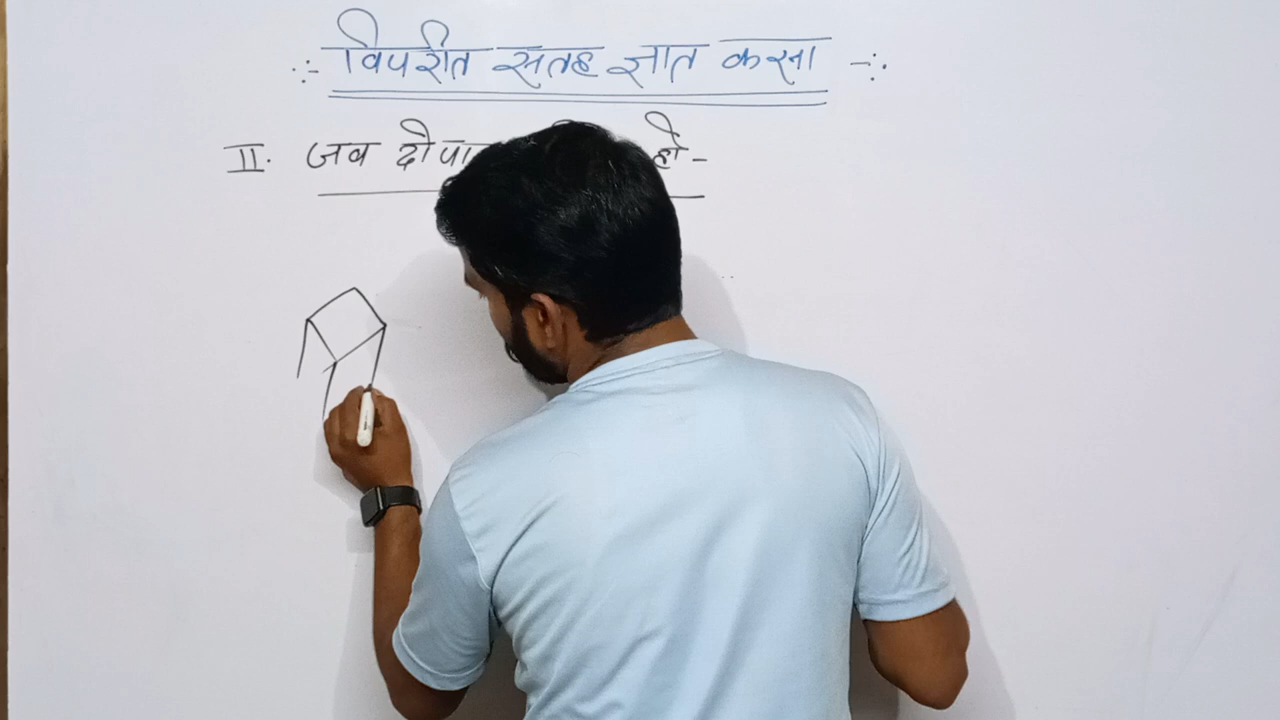 -: विपरीत सतह ज्ञात करना -:
II. जब दो पा हो -